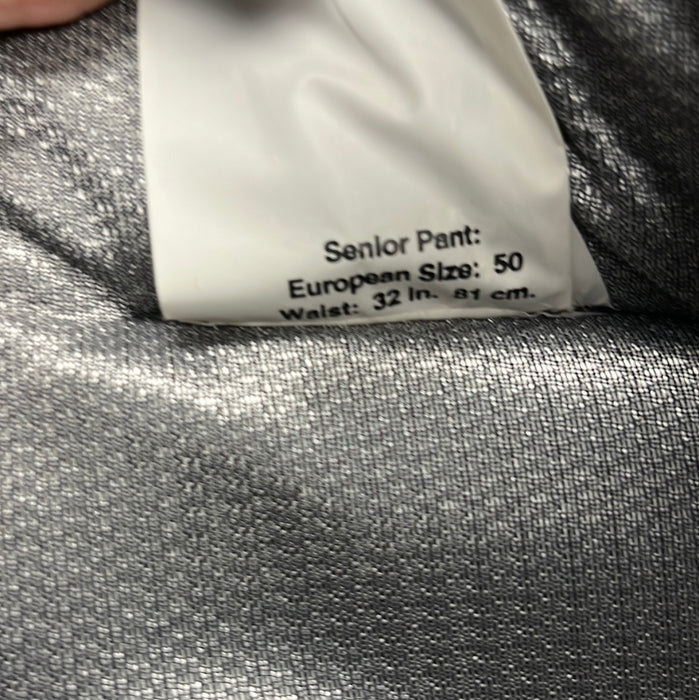 Senior Pant:
European Size: 50
Waist: 32 in. 81 cm.